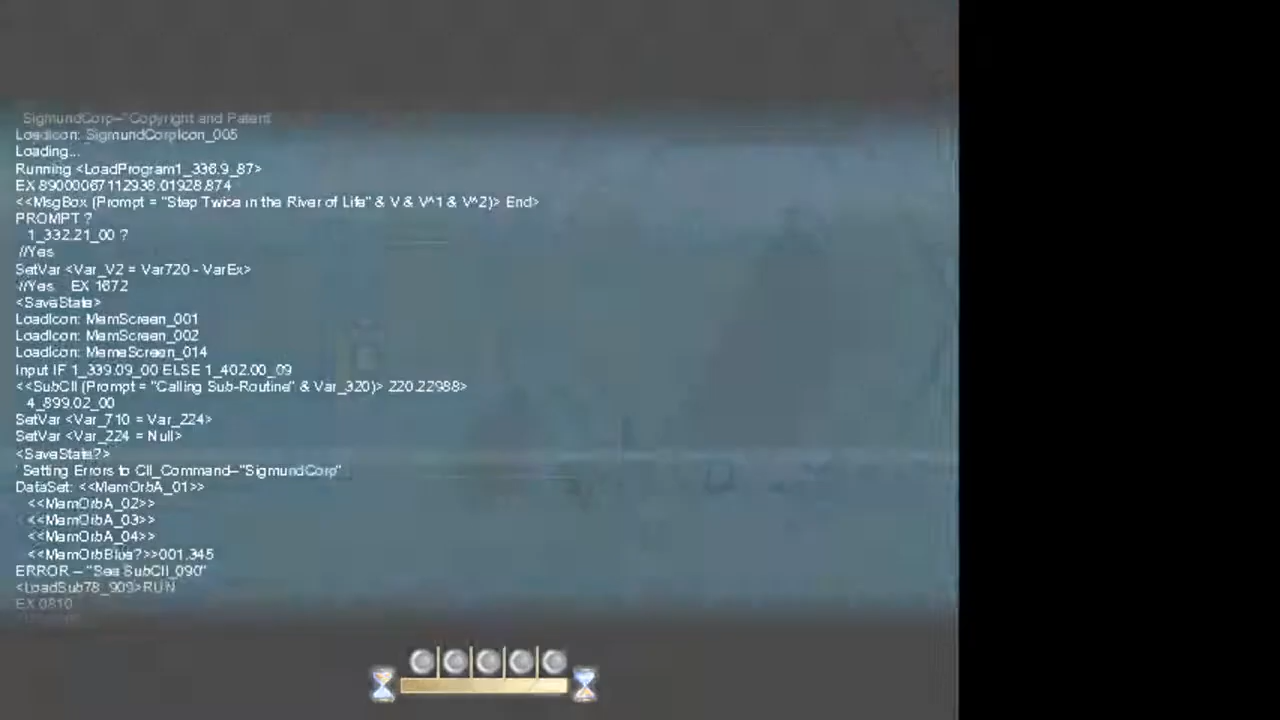 SigmundCorp--"Copyright and Patent
LoadIcon: SigmundCorpIcon_005
Loading...
Running <LoadProgram1_336.9_87>
EX 89000067112938.01928.874
<<MsgBox (Prompt = "Step Twice in the River of Life" & V & V^1 & V^2)> End>
PROMPT ?
1_332.21_00 ?
//Yes
SetVar <Var_V2 = Var720 - VarEx>
//Yes EX 1672
<SaveState>
LoadIcon: MemScreen_001
LoadIcon: MemScreen_002
LoadIcon: MemeScreen_014
Input IF 1_339.09_00 ELSE 1_402.00_09
<<SubCll (Prompt = "Calling Sub-Routine" & Var_320)> 220.22988>
4_899.02_00
SetVar <Var_710 = Var_224>
SetVar <Var_224 = Null>
<SaveState?>
' Setting Errors to Cll_Command--"SigmundCorp"
DataSet: <<MemOrbA_01>>
<<MemOrbA_02>>
<<MemOrbA_03>>
<<MemOrbA_04>>
<<MemOrbBlue?>>001.345
ERROR -- "See SubCll_090"
<LoadSub78_909>RUN
EX 0810